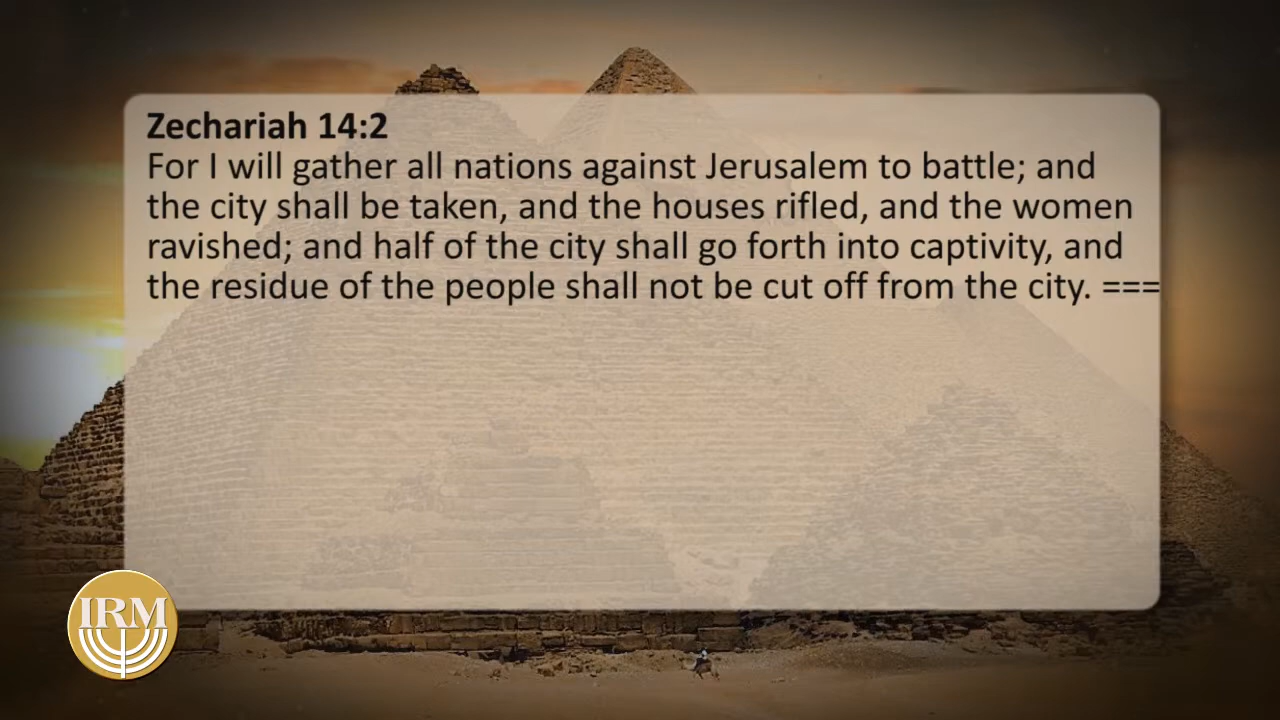 Zechariah 14:2
For I will gather all nations against Jerusalem to battle; and
the city shall be taken, and the houses rifled, and the women
ravished; and half of the city shall go forth into captivity, and
the residue of the people shall not be cut off from the city. ===
IRM